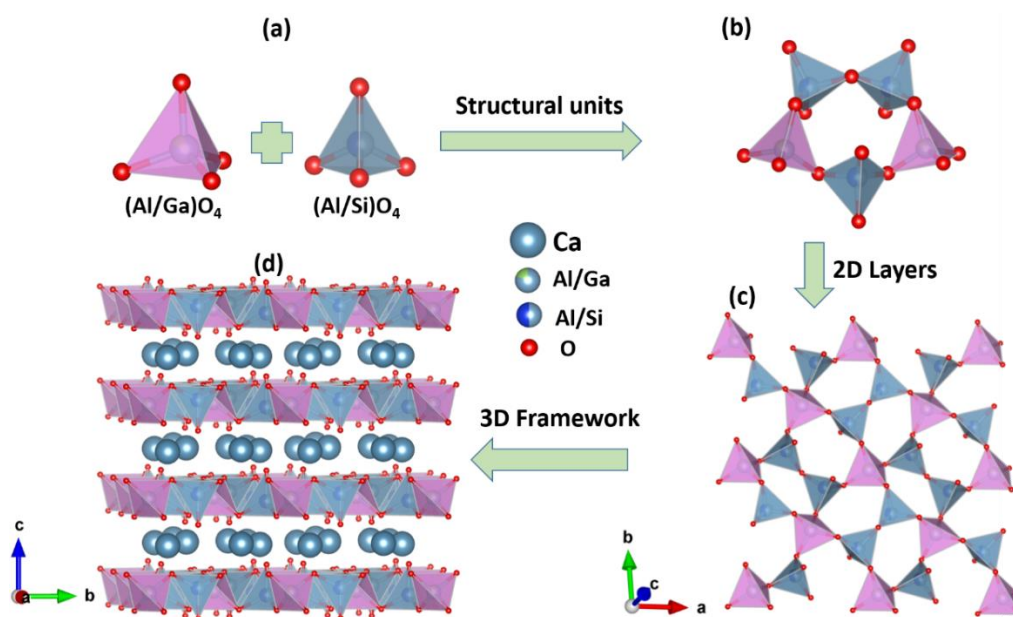 (a)
(b)
Structural units
(Al/Ga)O₄
(Al/Si)O₄
Ca
Al/Ga
Al/Si
O
2D Layers
(c)
(d)
3D Framework
c
a
b
b
c
a